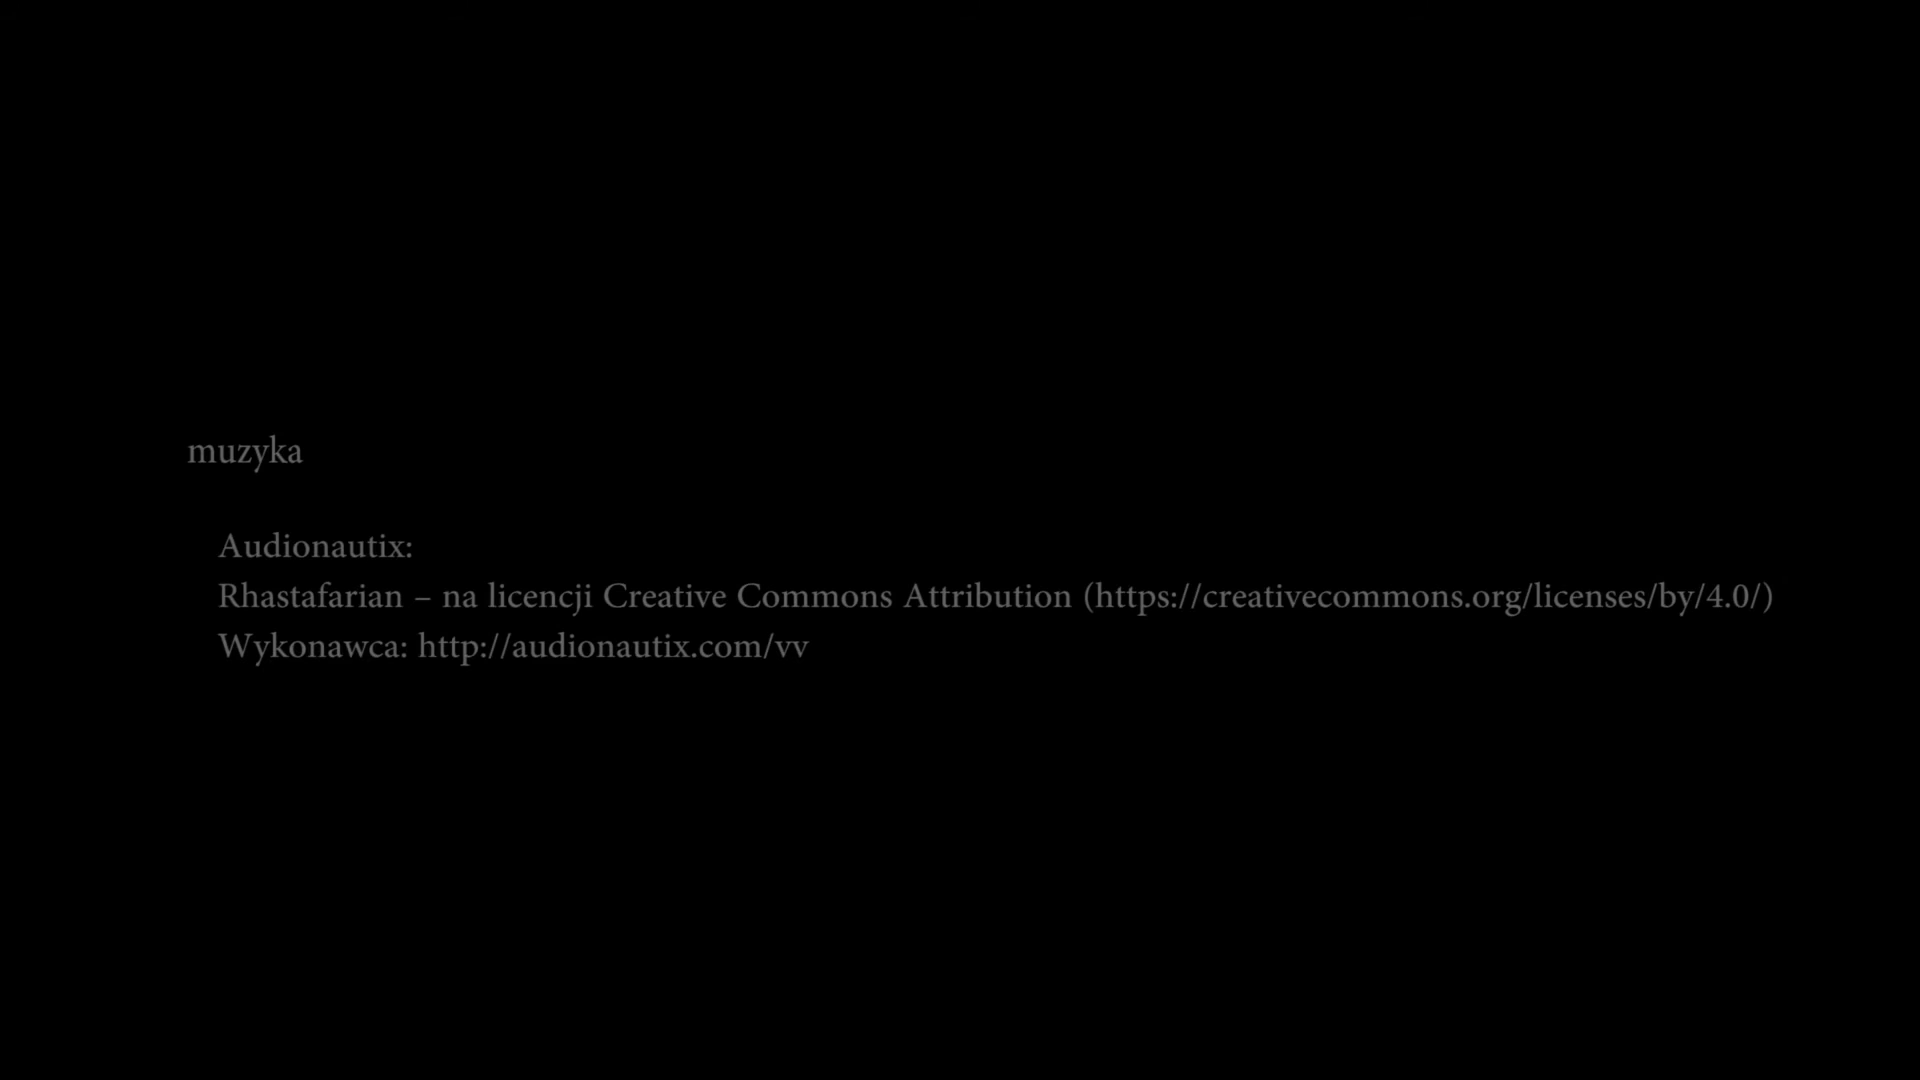 muzyka
Audionautix:
Rhastafarian – na licencji Creative Commons Attribution (https://creativecommons.org/licenses/by/4.0/)
Wykonawca: http://audionautix.com/vv